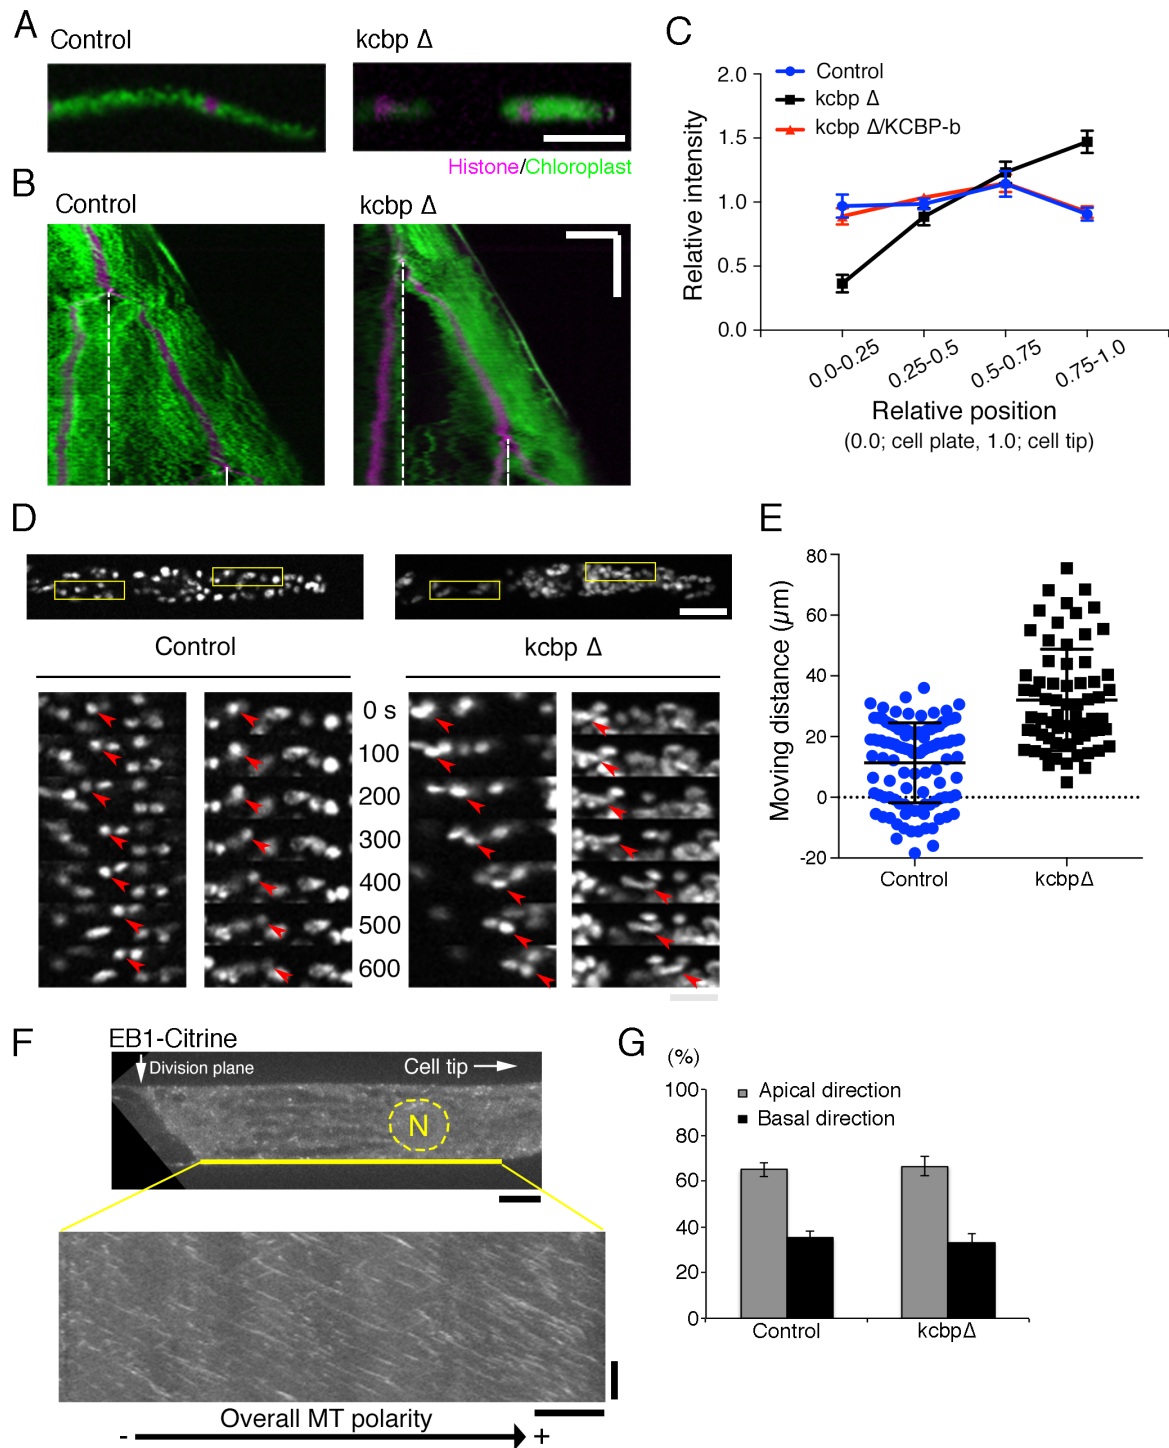 A
Control
kcbp Δ
Histone/Chloroplast
B
Control
kcbp Δ
C
2.0
1.5
1.0
0.5
0.0
Relative intensity
Control
kcbp Δ
kcbp Δ/KCBP-b
0.0-0.25
0.25-0.5
0.5-0.75
0.75-1.0
Relative position
(0.0; cell plate, 1.0; cell tip)
D
Control
kcbp Δ
0 s
100
200
300
400
500
600
E
80
60
40
20
0
-20
Moving distance (μm)
Control
kcbpΔ
F
EB1-Citrine
Division plane
Cell tip
N
Overall MT polarity
- +
G
(%)
100
80
60
40
20
0
Apical direction
Basal direction
Control
kcbpΔ